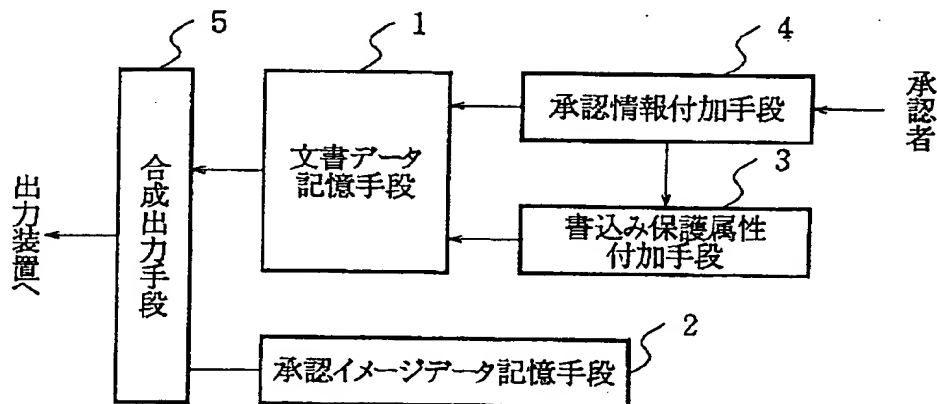 5
1
4
承認情報付加手段
承認者
文書データ
記憶手段
合成出力手段
出力装置へ
3
書込み保護属性
付加手段
2
承認イメージデータ記憶手段